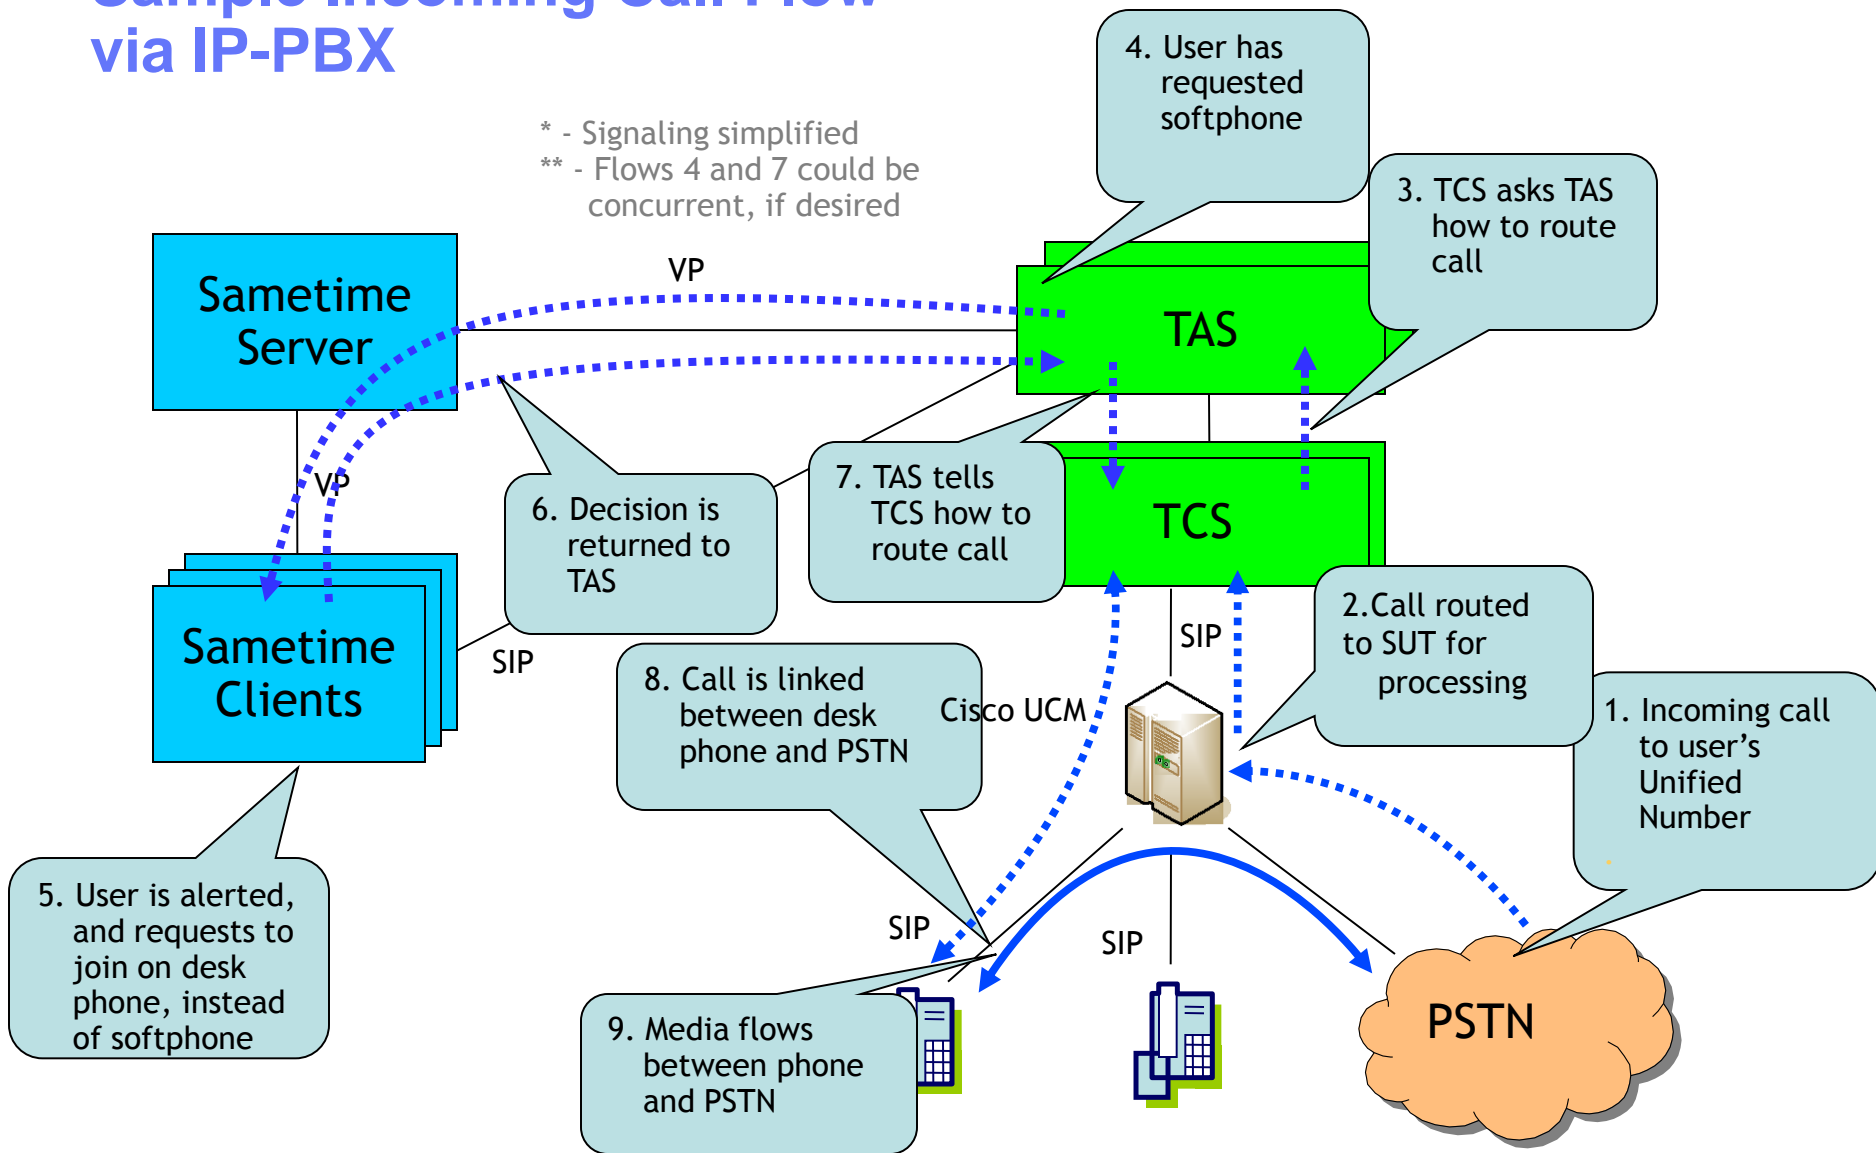 Sample Incoming Call Flow
via IP-PBX
* - Signaling simplified
** - Flows 4 and 7 could be
concurrent, if desired
4. User has
requested
softphone
3. TCS asks TAS
how to route
call
VP
Sametime
Server
TAS
VP
6. Decision is
returned to
TAS
7. TAS tells
TCS how to
route call
TCS
Sametime
Clients
SIP
SIP
2.Call routed
to SUT for
processing
8. Call is linked
between desk
phone and PSTN
Cisco UCM
1. Incoming call
to user’s
Unified
Number
5. User is alerted,
and requests to
join on desk
phone, instead
of softphone
SIP
SIP
9. Media flows
between phone
and PSTN
PSTN